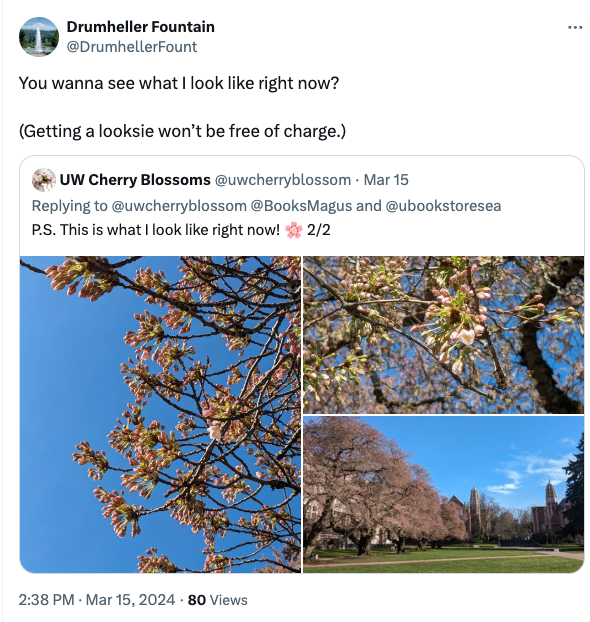 Drumheller Fountain
@DrumhellerFount
You wanna see what I look like right now?
(Getting a looksie won’t be free of charge.)
UW Cherry Blossoms @uwcherryblossom · Mar 15
Replying to @uwcherryblossom @BooksMagus and @ubookstoresea
P.S. This is what I look like right now! 🌸 2/2
2:38 PM · Mar 15, 2024 · 80 Views